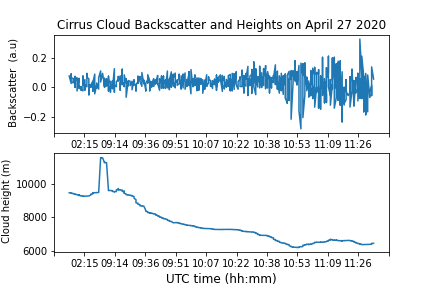 Cirrus Cloud Backscatter and Heights on April 27 2020
Backscatter (a.u)
0.2
0.0
−0.2
02:15 09:14 09:36 09:51 10:07 10:22 10:38 10:53 11:09 11:26
Cloud height (m)
10000
8000
6000
02:15 09:14 09:36 09:51 10:07 10:22 10:38 10:53 11:09 11:26
UTC time (hh:mm)